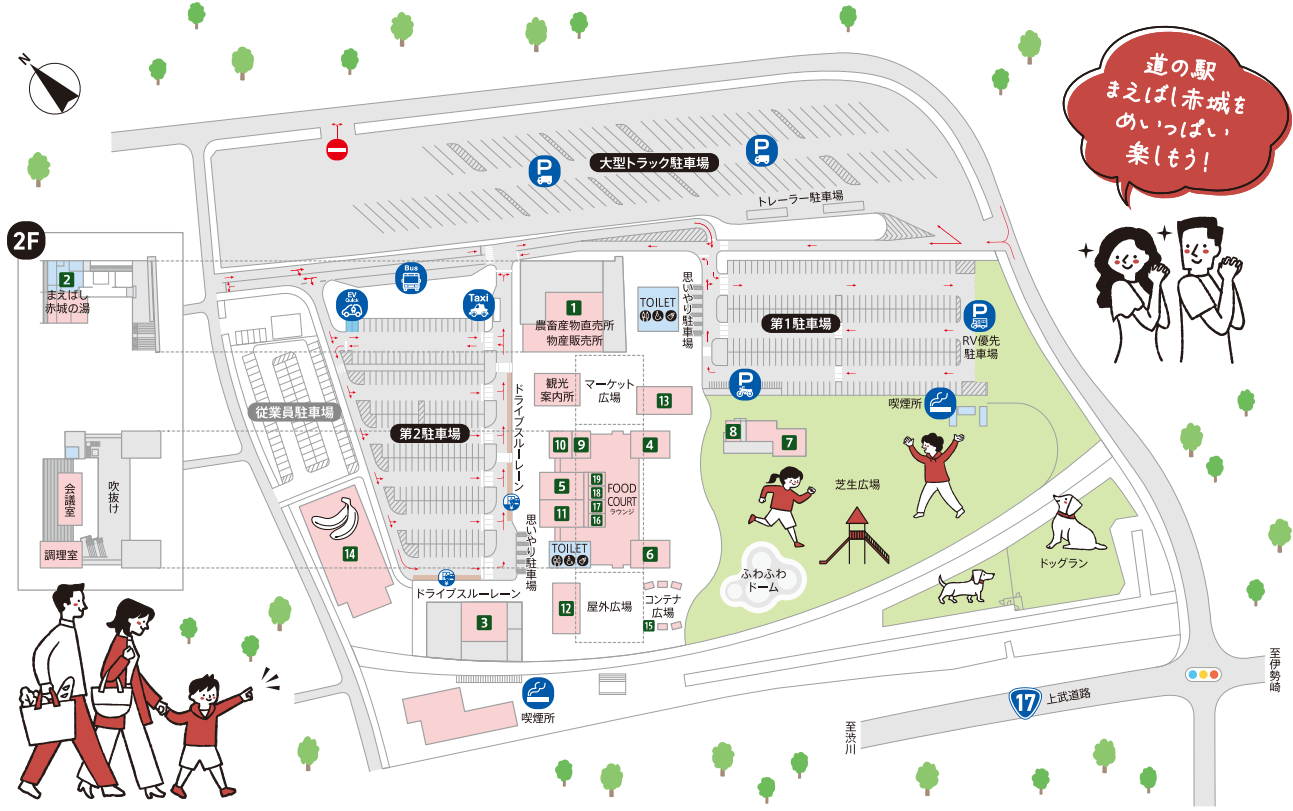 N
道の駅
まえばし赤城を
めいっぱい
楽しもう!
P
大型トラック駐車場
P
トレーラー駐車場
2F
2
まえばし
赤城の湯
Bus
EV
Quick
Taxi
1
農畜産物直売所
物産販売所
TOILET
思いやり駐車場
第1駐車場
P
RV優先
駐車場
P
喫煙所
従業員駐車場
第2駐車場
ドライブスルーレーン
観光
案内所
マーケット
広場
13
8
7
10
9
4
5
11
19
18
17
16
FOOD
COURT
ラウンジ
芝生広場
会議室
吹抜け
調理室
14
思いやり駐車場
TOILET
6
ふわふわ
ドーム
ドッグラン
ドライブスルーレーン
3
12
屋外広場
コンテナ
広場
15
喫煙所
17
上武道路
至渋川
至伊勢崎